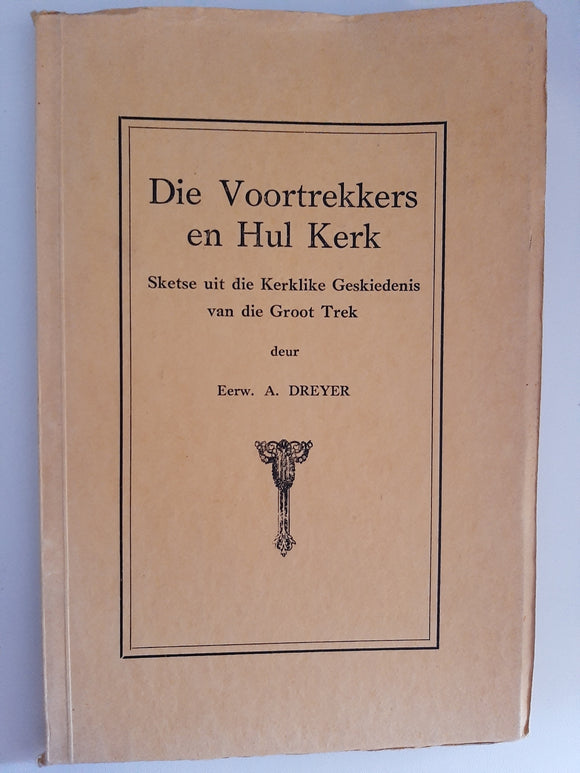 Die Voortrekkers
en Hul Kerk
Sketse uit die Kerklike Geskiedenis
van die Groot Trek
deur
Eerw. A. DREYER